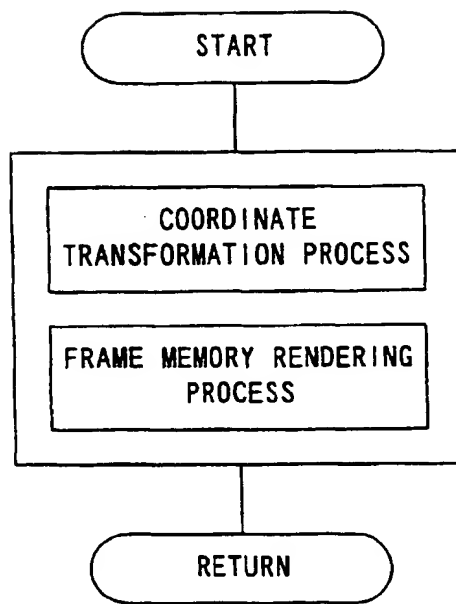 START
COORDINATE
TRANSFORMATION PROCESS
FRAME MEMORY RENDERING
PROCESS
RETURN